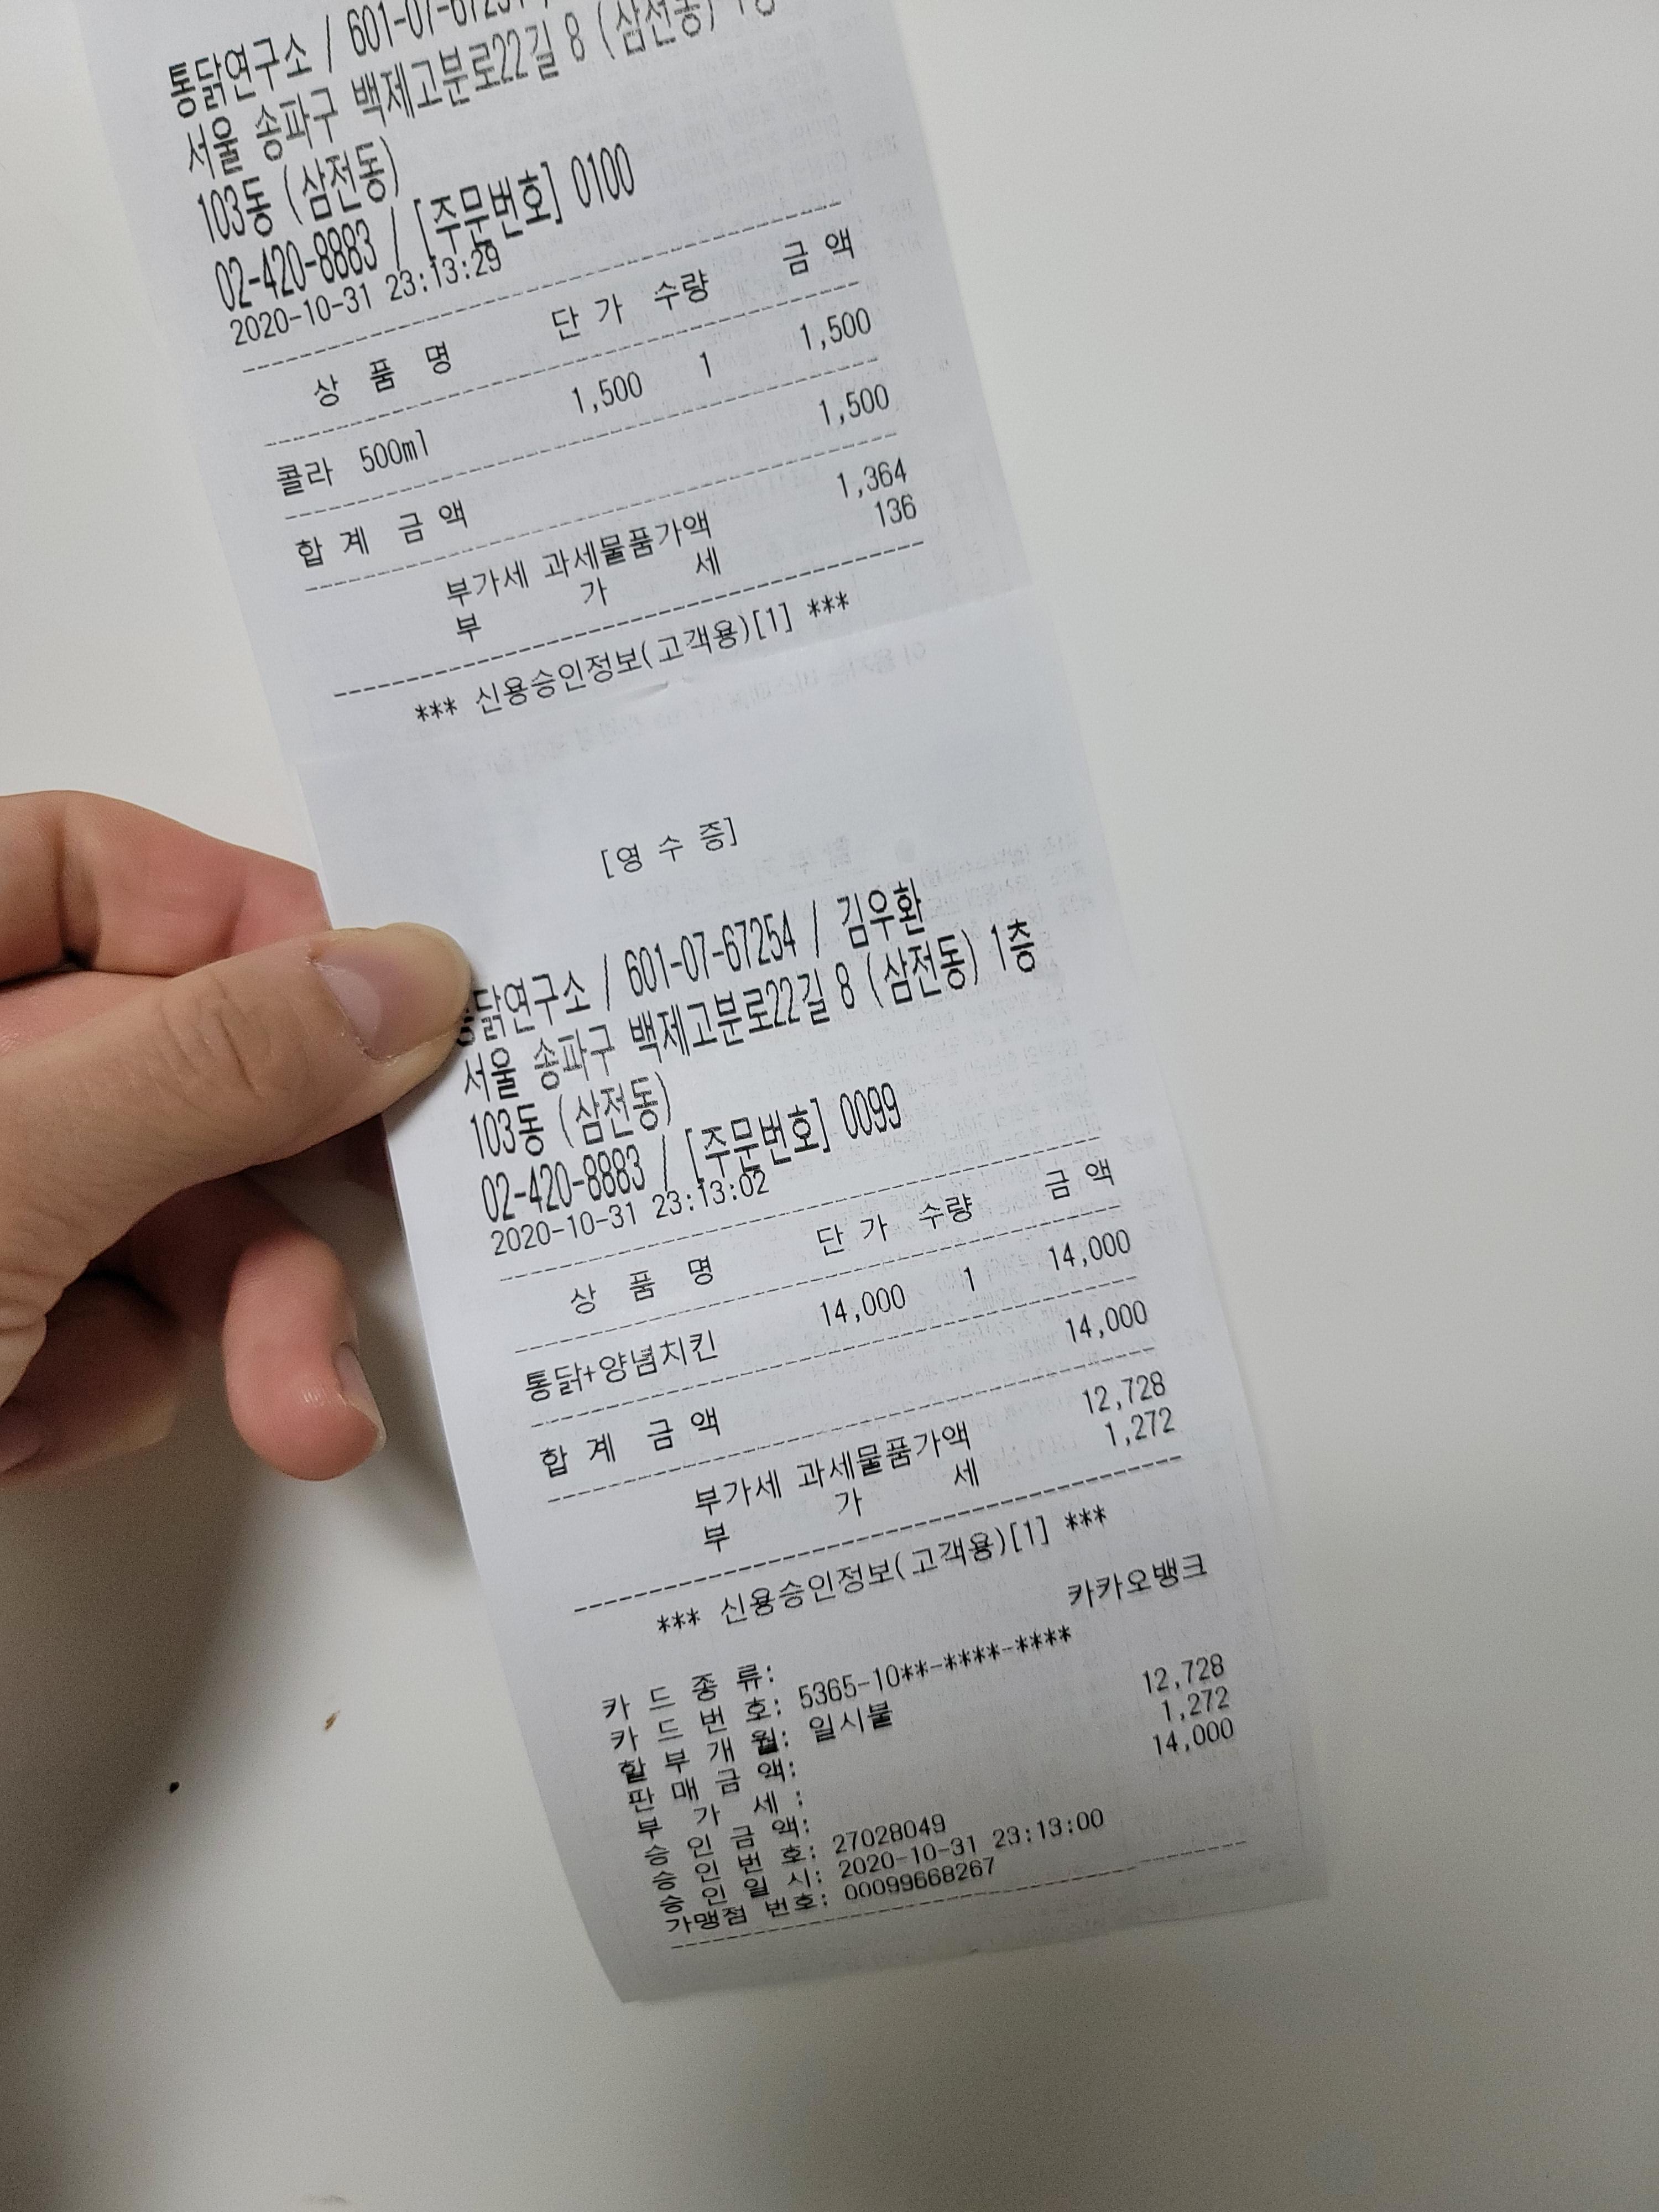 통닭연구소 / 601-07-67254 /
서울 송파구 백제고분로22길 8 (삼전동) 1층
103동 (삼전동)
02-420-8883 / [주문번호] 0100
2020-10-31 23:13:29
상 품 명 단 가 수량 금 액
콜라 500ml 1,500 1 1,500
합 계 금 액 1,500
부가세 과세물품가액 1,364
부 가 세 136
*** 신용승인정보(고객용)[1] ***
[영 수 증]
통닭연구소 / 601-07-67254 / 김우환
서울 송파구 백제고분로22길 8 (삼전동) 1층
103동 (삼전동)
02-420-8883 / [주문번호] 0099
2020-10-31 23:13:02
상 품 명 단 가 수량 금 액
통닭+양념치킨 14,000 1 14,000
합 계 금 액 14,000
부가세 과세물품가액 12,728
부 가 세 1,272
*** 신용승인정보(고객용)[1] ***
카 드 종 류: 카카오뱅크
카 드 번 호: 5365-10**-****-****
할 부 개 월: 일시불
판 매 금 액: 12,728
부 가 세 : 1,272
승 인 금 액: 14,000
승 인 번 호: 27028049
승 인 일 시: 2020-10-31 23:13:00
가맹점 번호: 00099668267